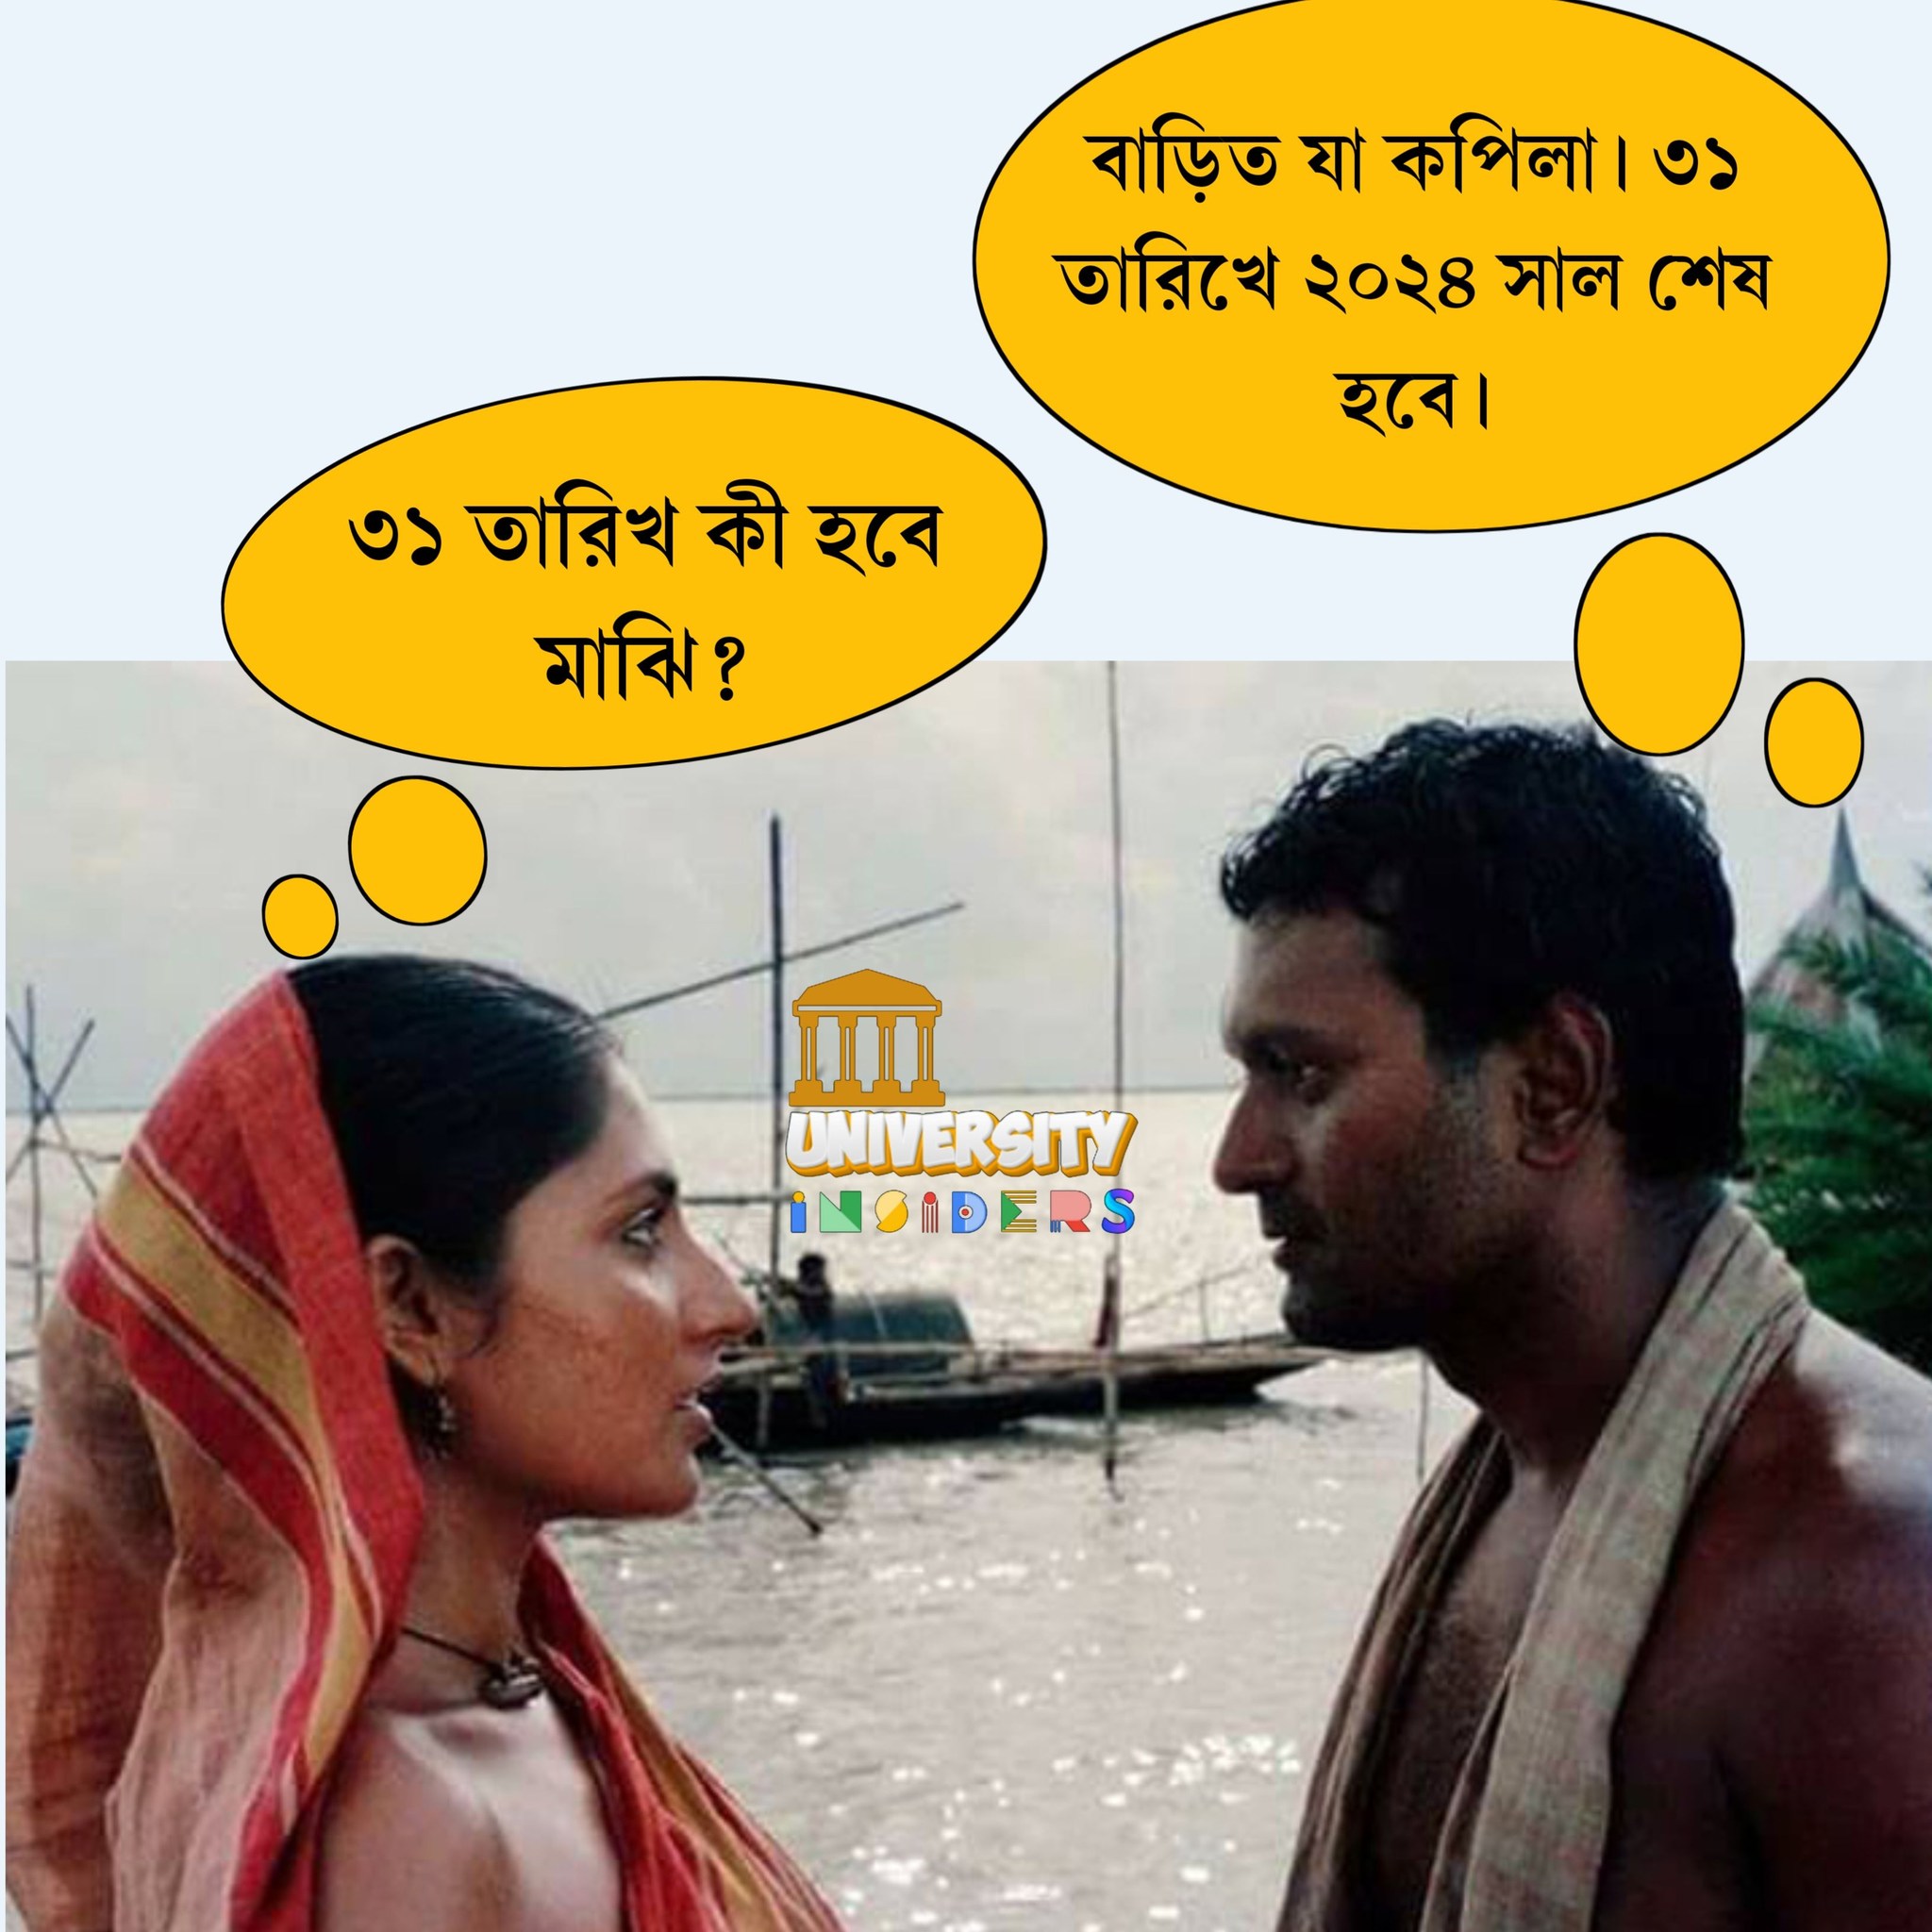 বাড়িত যা কপিলা। ৩১
তারিখে ২০২৪ সাল শেষ
হবে।
৩১ তারিখ কী হবে
মাঝি?
UNIVERSITY
iNSiDERS